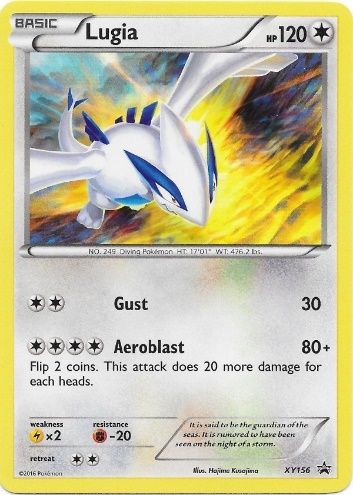 BASIC
Lugia
HP120
NO. 249 Diving Pokémon HT: 17'01" WT: 476.2 lbs.
Gust 30
Aeroblast 80+
Flip 2 coins. This attack does 20 more damage for
each heads.
weakness
×2
resistance
-20
retreat
It is said to be the guardian of the
seas. It is rumored to have been
seen on the night of a storm.
©2016 Pokémon
Illus. Hajime Kusajima
XY156